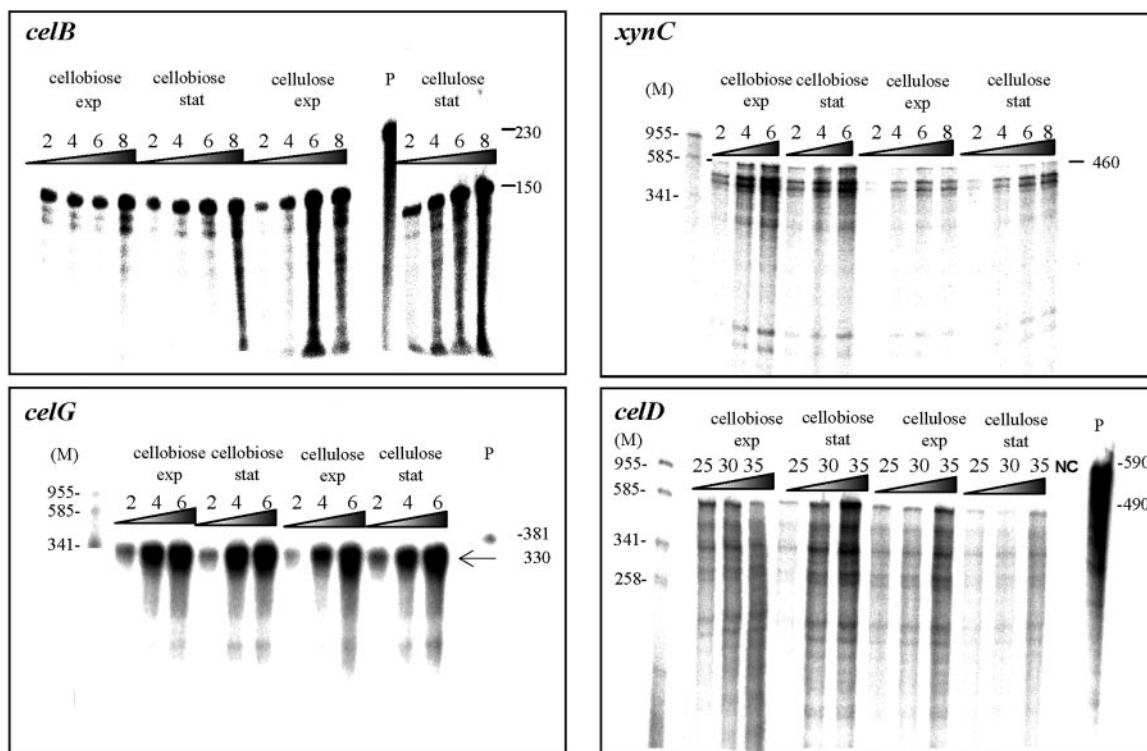 celB
cellobiose exp
cellobiose stat
cellulose exp
P
cellulose stat
2 4 6 8 2 4 6 8 2 4 6 8 2 4 6 8
230
150
xynC
(M)
cellobiose exp
cellobiose stat
cellulose exp
cellulose stat
2 4 6 2 4 6 2 4 6 8 2 4 6 8
955-
585-
341-
460
celG
(M)
cellobiose exp
cellobiose stat
cellulose exp
cellulose stat
P
2 4 6 2 4 6 2 4 6 2 4 6
955-
585-
341-
-381
330
celD
(M)
cellobiose exp
cellobiose stat
cellulose exp
cellulose stat
P
25 30 35 25 30 35 25 30 35 25 30 35 NC
955-
585-
341-
258-
-590
-490